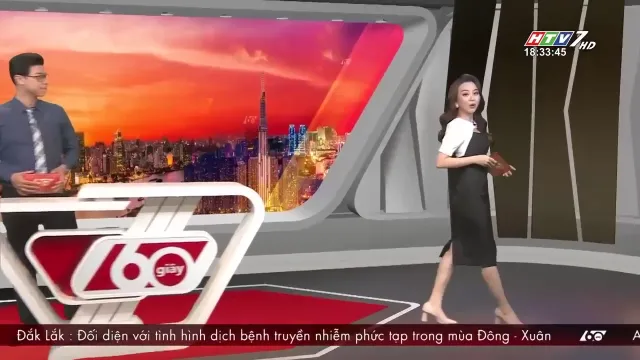 HTV7 HD
18:33:45
60
giây
Đắk Lắk : Đối diện với tình hình dịch bệnh truyền nhiễm phức tạp trong mùa Đông - Xuân
60